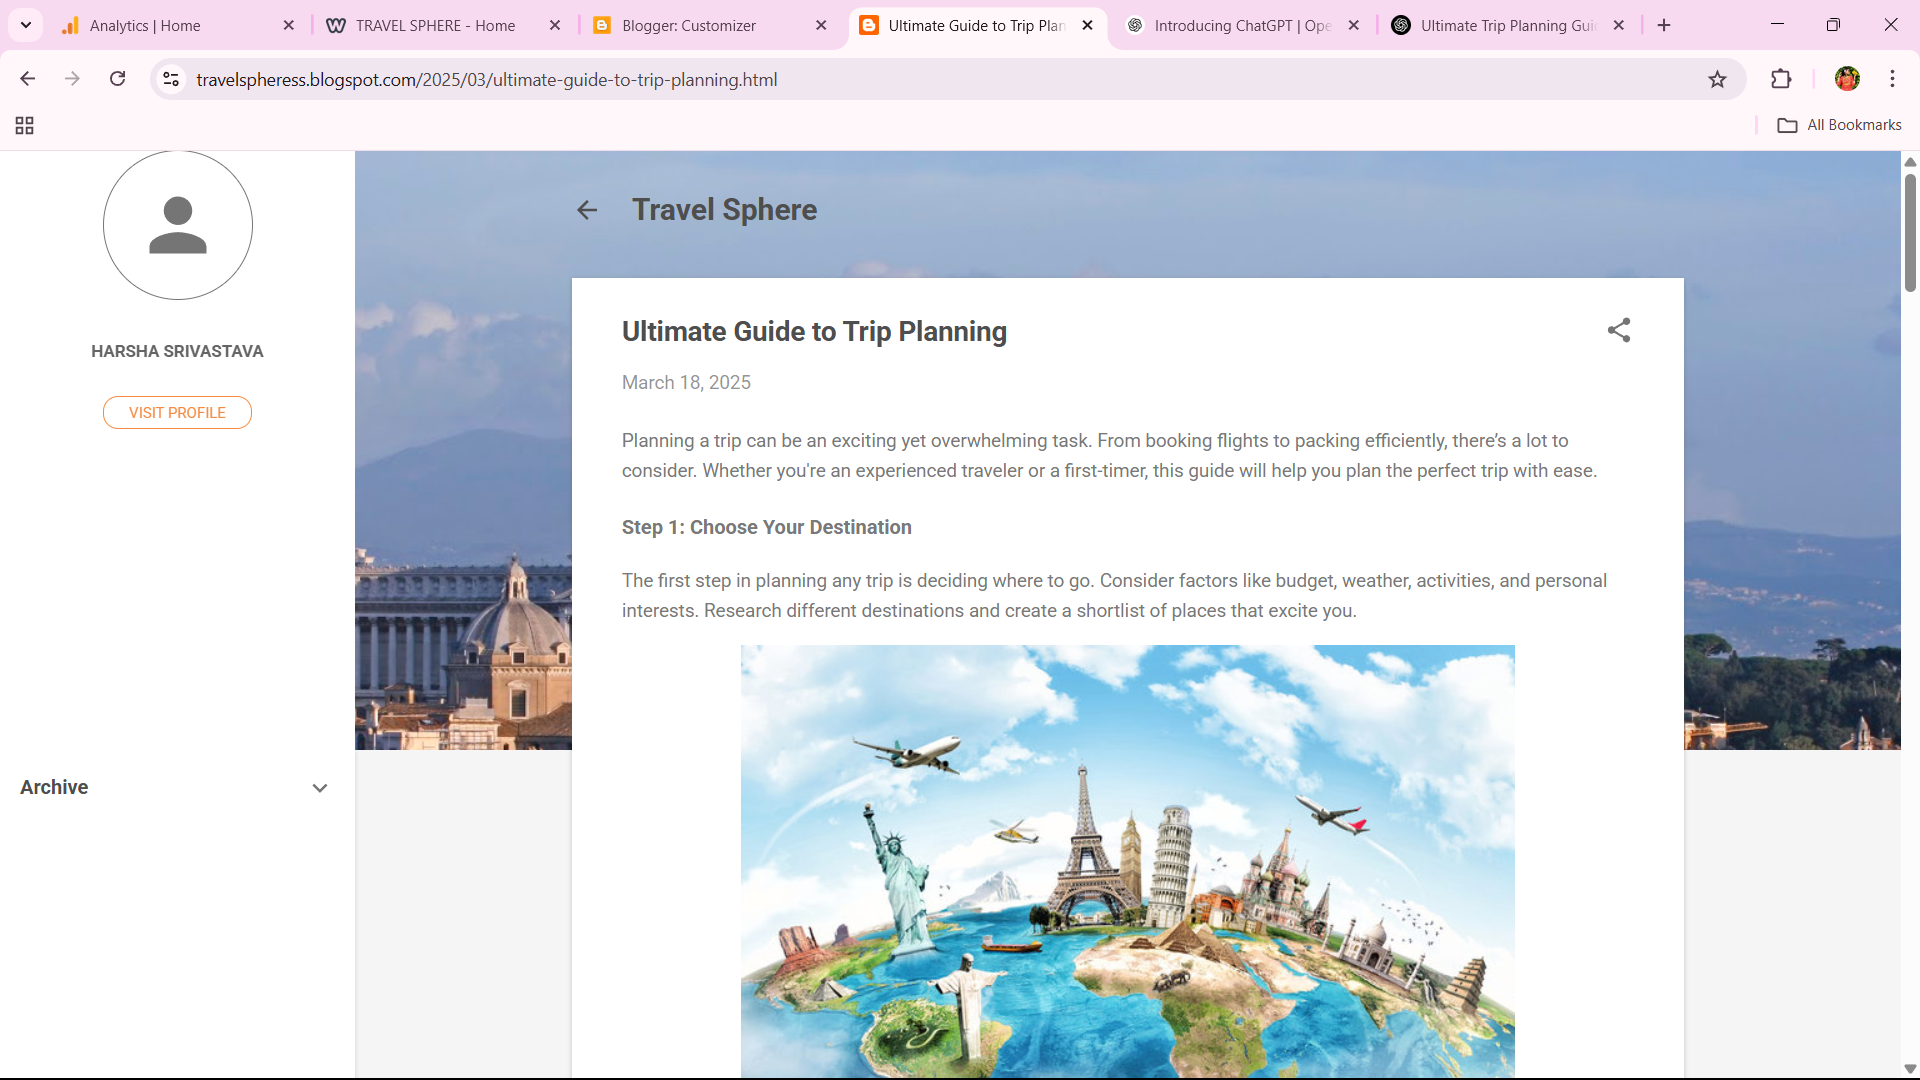 Analytics | Home
TRAVEL SPHERE - Home
Blogger: Customizer
Ultimate Guide to Trip Plan
Introducing ChatGPT | Ope
Ultimate Trip Planning Gui
travelspheress.blogspot.com/2025/03/ultimate-guide-to-trip-planning.html
All Bookmarks
HARSHA SRIVASTAVA
VISIT PROFILE
Archive
Travel Sphere
Ultimate Guide to Trip Planning
March 18, 2025
Planning a trip can be an exciting yet overwhelming task. From booking flights to packing efficiently, there’s a lot to
consider. Whether you're an experienced traveler or a first-timer, this guide will help you plan the perfect trip with ease.
Step 1: Choose Your Destination
The first step in planning any trip is deciding where to go. Consider factors like budget, weather, activities, and personal
interests. Research different destinations and create a shortlist of places that excite you.